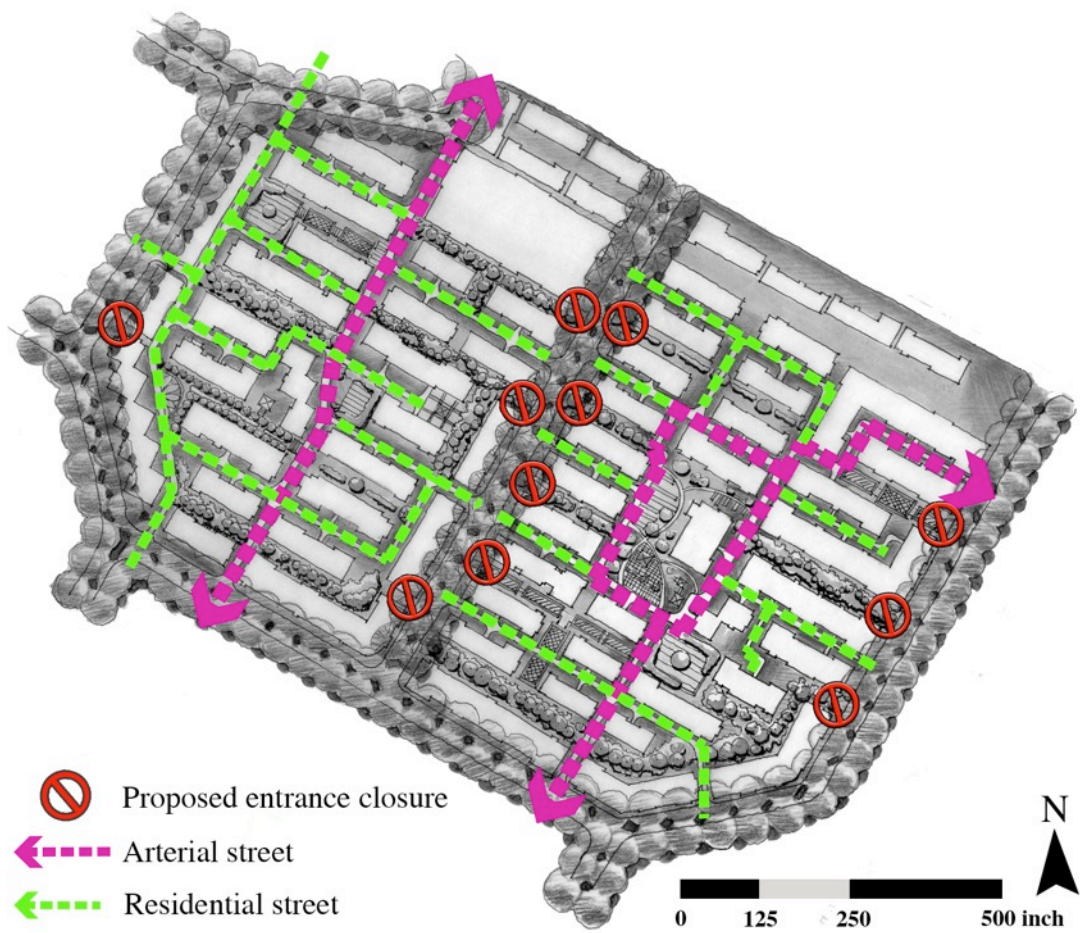 Proposed entrance closure
Arterial street
Residential street
N
0 125 250 500 inch